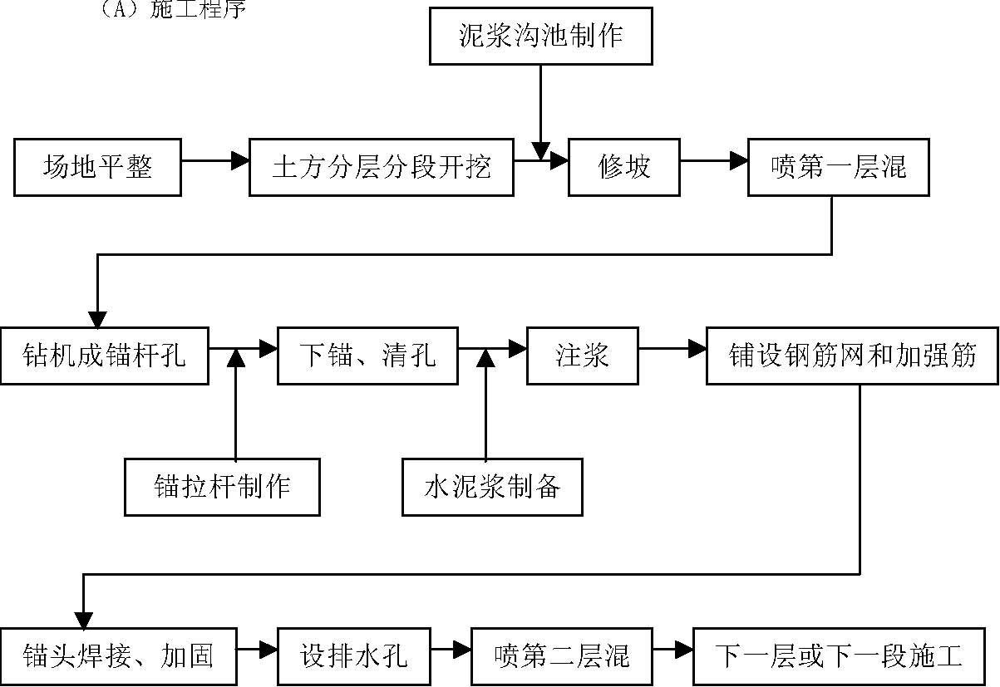 （A）施工程序
泥浆沟池制作
场地平整
土方分层分段开挖
修坡
喷第一层混
钻机成锚杆孔
下锚、清孔
注浆
铺设钢筋网和加强筋
锚拉杆制作
水泥浆制备
锚头焊接、加固
设排水孔
喷第二层混
下一层或下一段施工